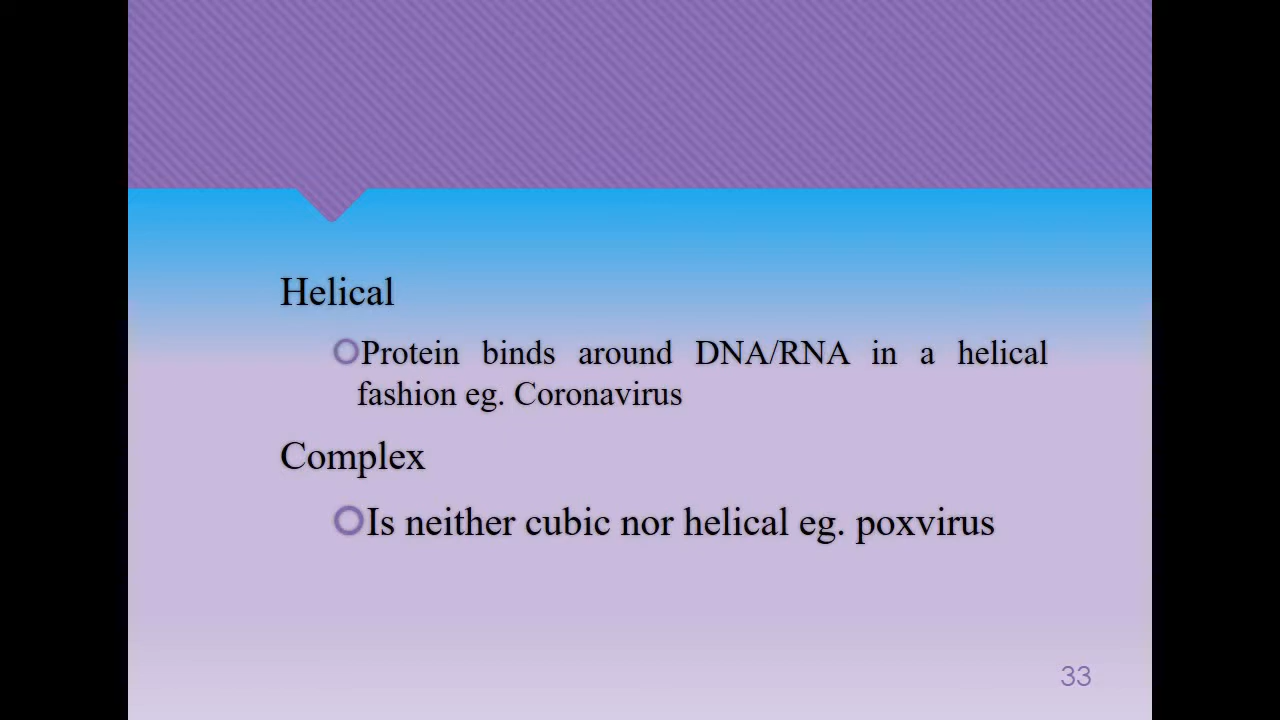 Helical
Protein binds around DNA/RNA in a helical
fashion eg. Coronavirus
Complex
Is neither cubic nor helical eg. poxvirus
33